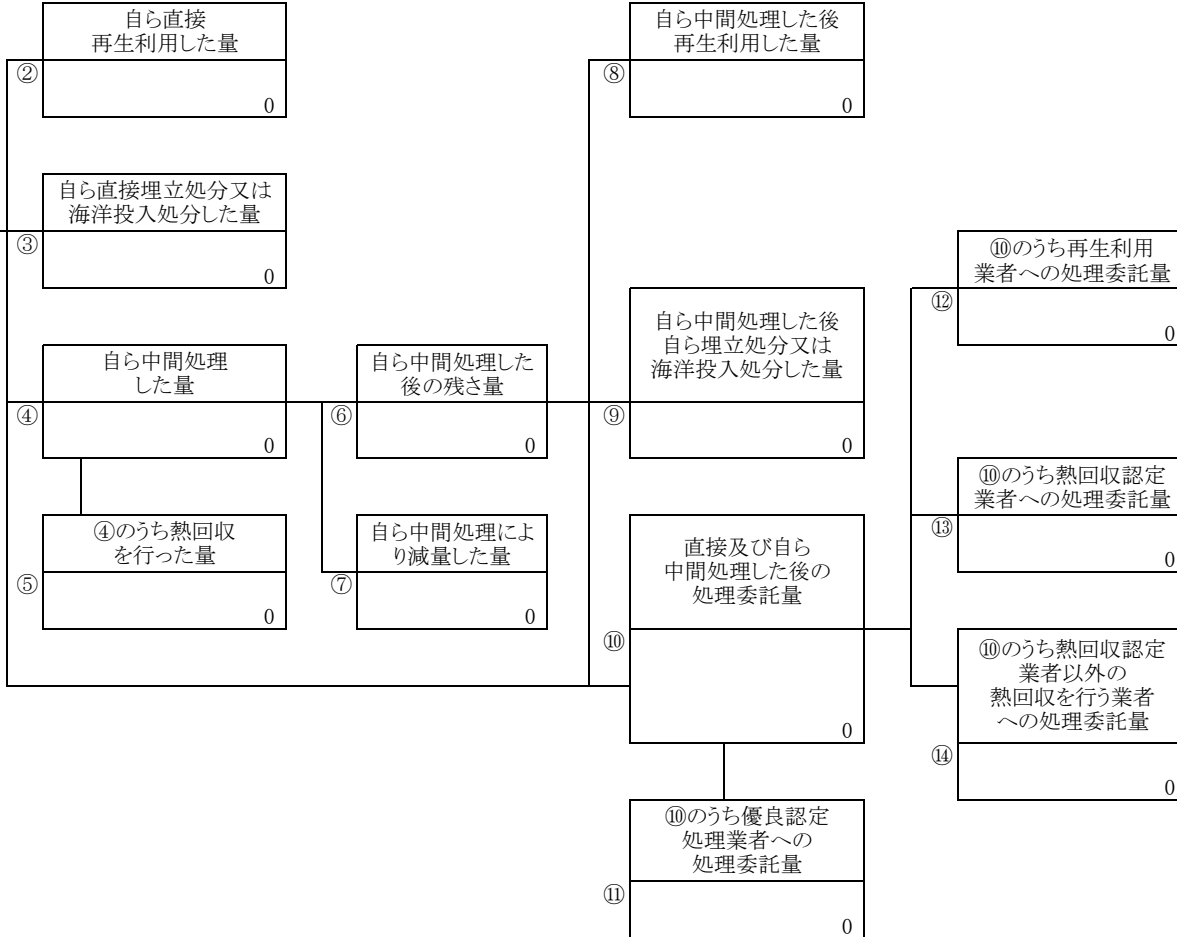 自ら直接
再生利用した量
②
0
自ら直接埋立処分又は
海洋投入処分した量
③
0
自ら中間処理
した量
④
0
④のうち熱回収
を行った量
⑤
0
自ら中間処理した
後の残さ量
⑥
0
自ら中間処理によ
り減量した量
⑦
0
自ら中間処理した後
再生利用した量
⑧
0
自ら中間処理した後
自ら埋立処分又は
海洋投入処分した量
⑨
0
直接及び自ら
中間処理した後の
処理委託量
⑩
0
⑩のうち優良認定
処理業者への
処理委託量
⑪
0
⑩のうち再生利用
業者への処理委託量
⑫
0
⑩のうち熱回収認定
業者への処理委託量
⑬
0
⑩のうち熱回収認定
業者以外の
熱回収を行う業者
への処理委託量
⑭
0